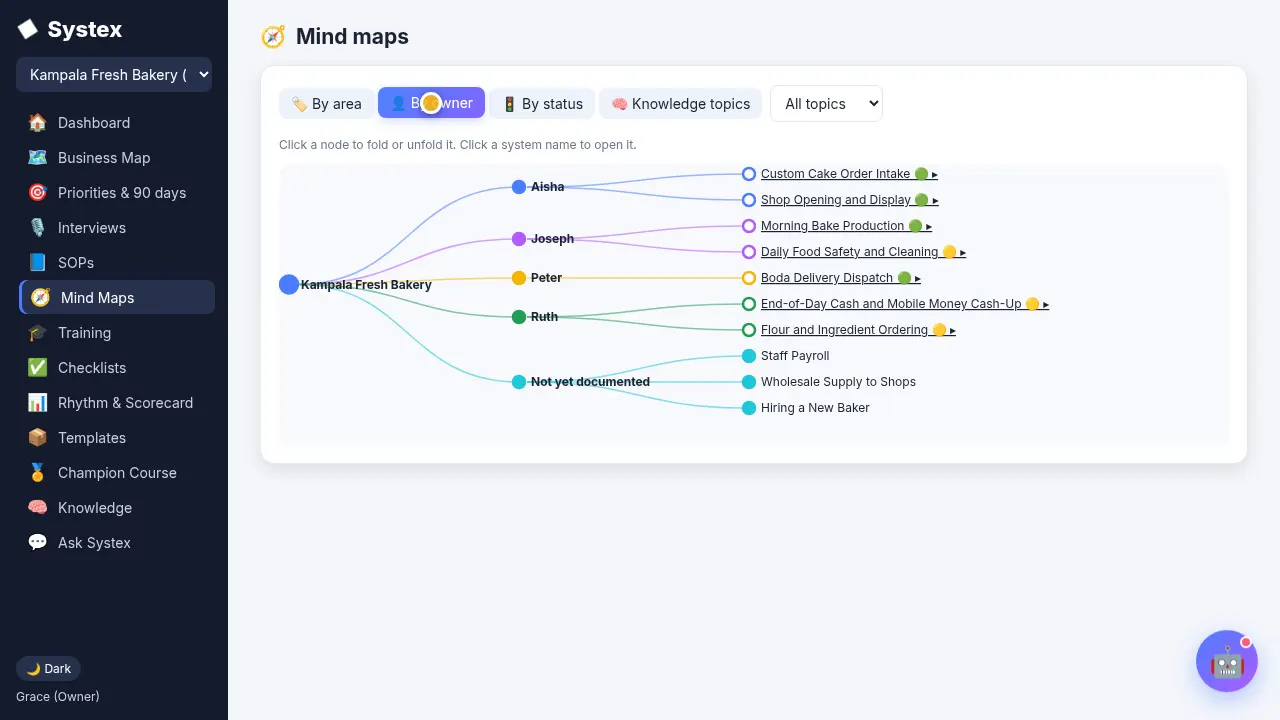 Systex
Kampala Fresh Bakery (
Dashboard
Business Map
Priorities & 90 days
Interviews
SOPs
Mind Maps
Training
Checklists
Rhythm & Scorecard
Templates
Champion Course
Knowledge
Ask Systex
Dark
Grace (Owner)
Mind maps
By area
By status
Knowledge topics
All topics
Click a node to fold or unfold it. Click a system name to open it.
Kampala Fresh Bakery
Aisha
Custom Cake Order Intake
Shop Opening and Display
Joseph
Morning Bake Production
Daily Food Safety and Cleaning
Peter
Boda Delivery Dispatch
Ruth
End-of-Day Cash and Mobile Money Cash-Up
Flour and Ingredient Ordering
Not yet documented
Staff Payroll
Wholesale Supply to Shops
Hiring a New Baker